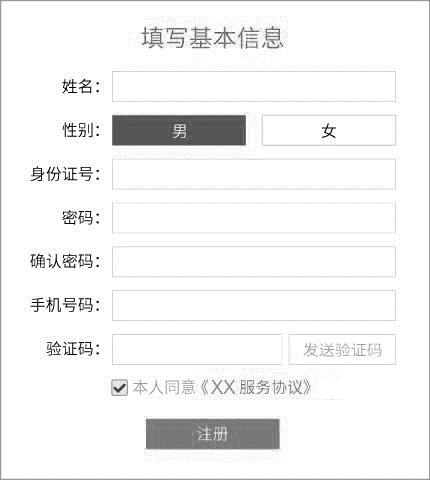 填写基本信息
姓名：
性别： 男 女
身份证号：
密码：
确认密码：
手机号码：
验证码： 发送验证码
本人同意《XX 服务协议》
注册